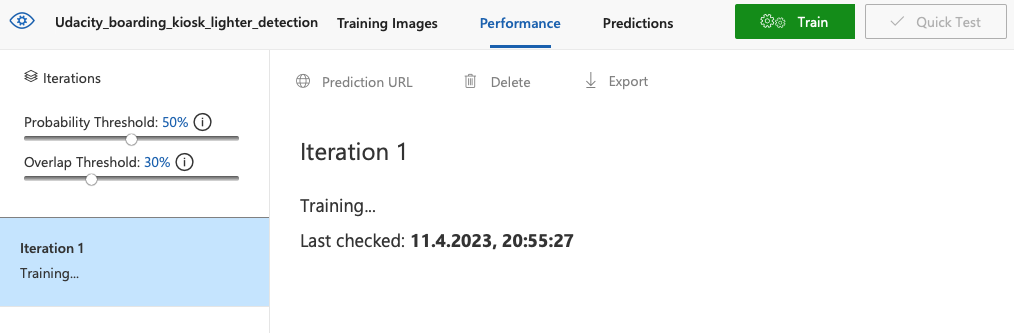 Udacity_boarding_kiosk_lighter_detection Training Images Performance Predictions Train Quick Test
Iterations
Probability Threshold: 50%
Overlap Threshold: 30%
Iteration 1
Training...
Prediction URL Delete Export
Iteration 1
Training...
Last checked: 11.4.2023, 20:55:27